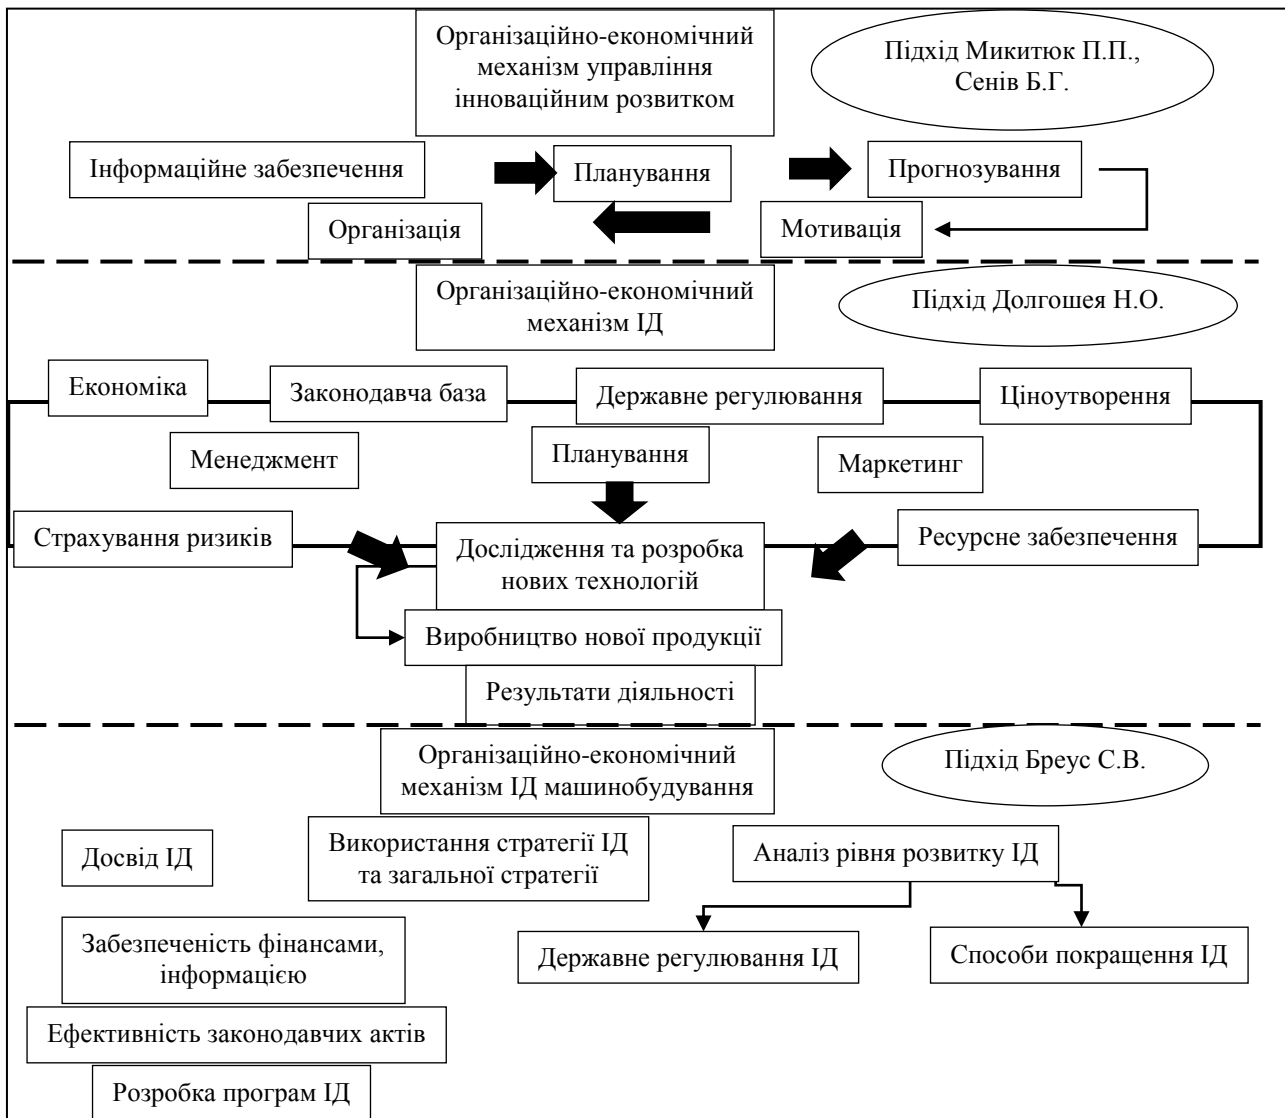 Організаційно-економічний
механізм управління
інноваційним розвитком
Підхід Микитюк П.П.,
Сенів Б.Г.
Інформаційне забезпечення
Планування
Прогнозування
Організація
Мотивація
Організаційно-економічний
механізм ІД
Підхід Долгошея Н.О.
Економіка
Законодавча база
Державне регулювання
Ціноутворення
Менеджмент
Планування
Маркетинг
Страхування ризиків
Дослідження та розробка
нових технологій
Ресурсне забезпечення
Виробництво нової продукції
Результати діяльності
Організаційно-економічний
механізм ІД машинобудування
Підхід Бреус С.В.
Досвід ІД
Використання стратегії ІД
та загальної стратегії
Аналіз рівня розвитку ІД
Забезпеченість фінансами,
інформацією
Державне регулювання ІД
Способи покращення ІД
Ефективність законодавчих актів
Розробка програм ІД